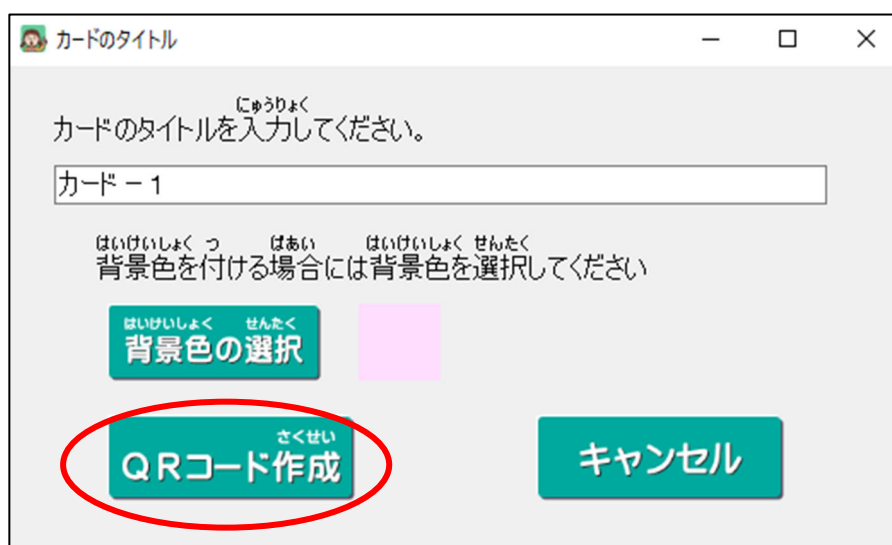 カードのタイトル
にゅうりょく
カードのタイトルを入力してください。
カード － 1
はいけいしょく つ ばあい はいけいしょく せんたく
背景色を付ける場合には背景色を選択してください
はいけいしょく せんたく
背景色の選択
さくせい
ＱＲコード作成
キャンセル